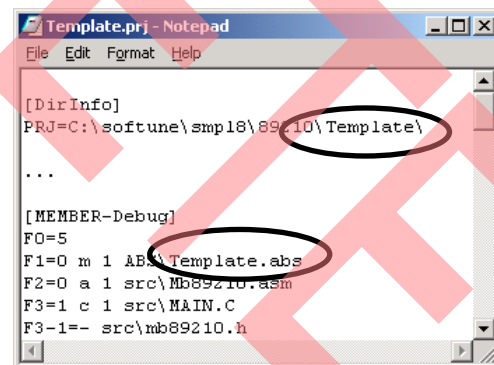 Template.prj - Notepad
File Edit Format Help
[DirInfo]
PRJ=C:\softune\smpl8\89210\Template\
...
[MEMBER-Debug]
F0=5
F1=0 m 1 ABS\Template.abs
F2=0 a 1 src\Mb89210.asm
F3=1 c 1 src\MAIN.C
F3-1=- src\mb89210.h